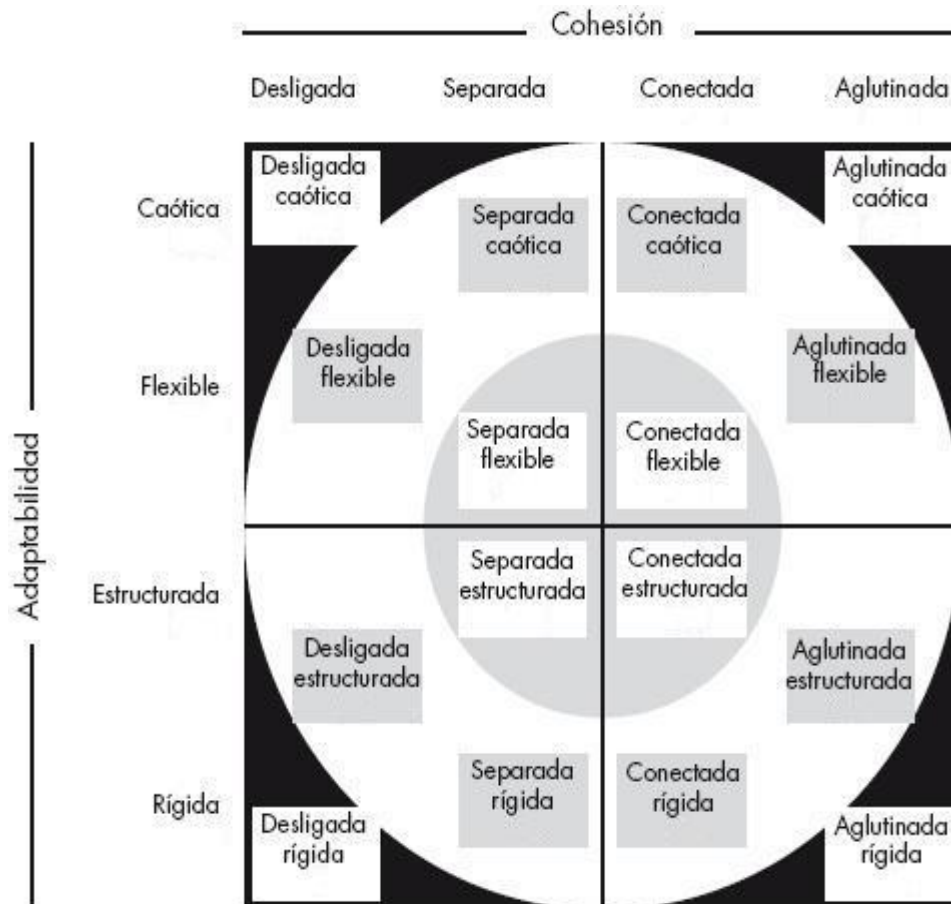 Cohesión
Desligada Separada Conectada Aglutinada
Adaptabilidad
Caótica
Flexible
Estructurada
Rígida
Desligada
caótica
Separada
caótica
Conectada
caótica
Aglutinada
caótica
Desligada
flexible
Separada
flexible
Conectada
flexible
Aglutinada
flexible
Desligada
estructurada
Separada
estructurada
Conectada
estructurada
Aglutinada
estructurada
Desligada
rígida
Separada
rígida
Conectada
rígida
Aglutinada
rígida